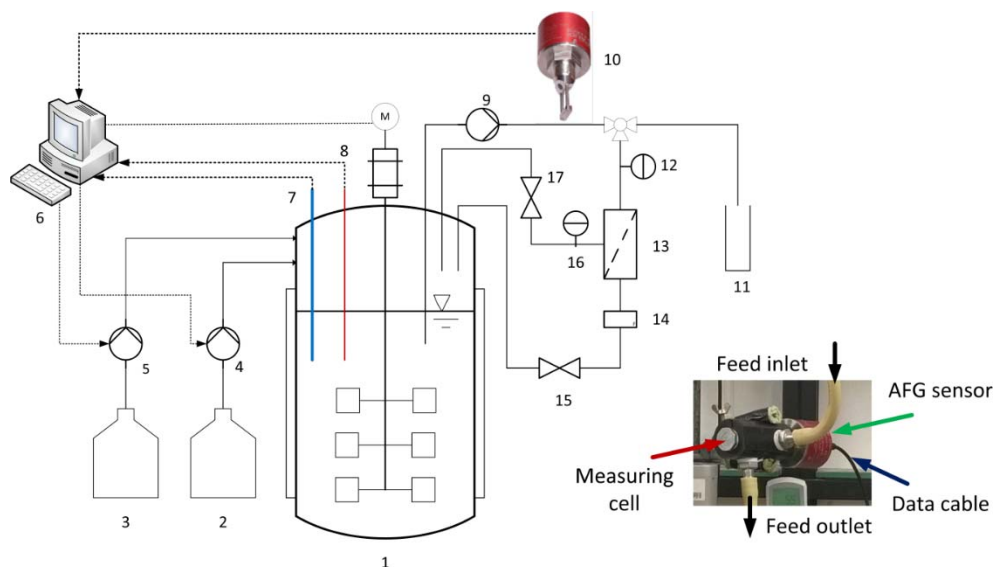 10
9
M
8
12
17
7
6
13
16
11
14
5
4
15
Feed inlet
AFG sensor
Measuring
cell
Data cable
Feed outlet
3
2
1